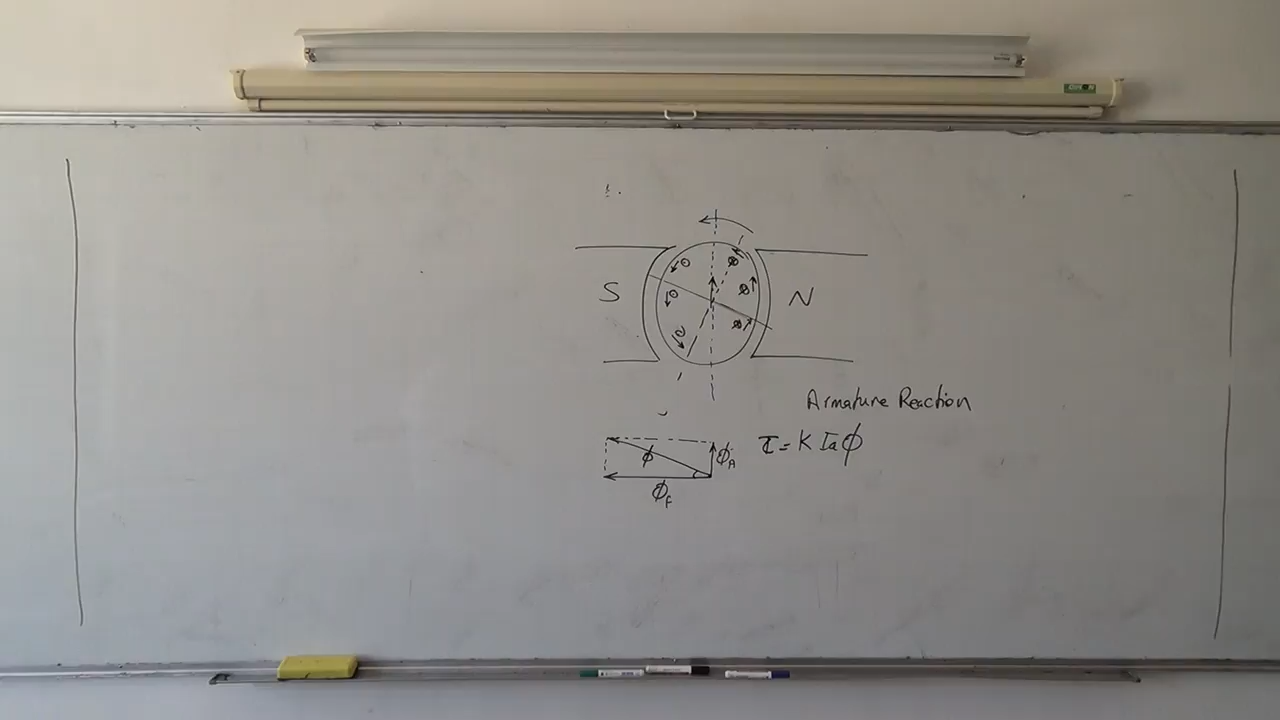 S N
Armature Reaction
τ = K Ia ϕ
ϕ ϕA
ϕF